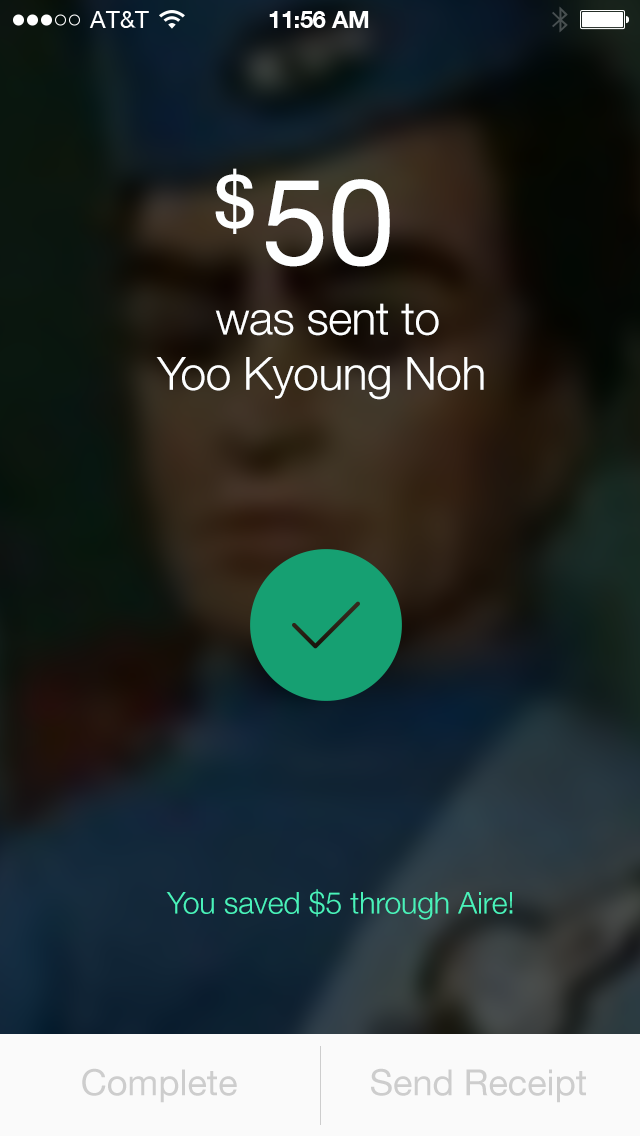 AT&T 11:56 AM
$50
was sent to
Yoo Kyoung Noh
You saved $5 through Aire!
Complete Send Receipt